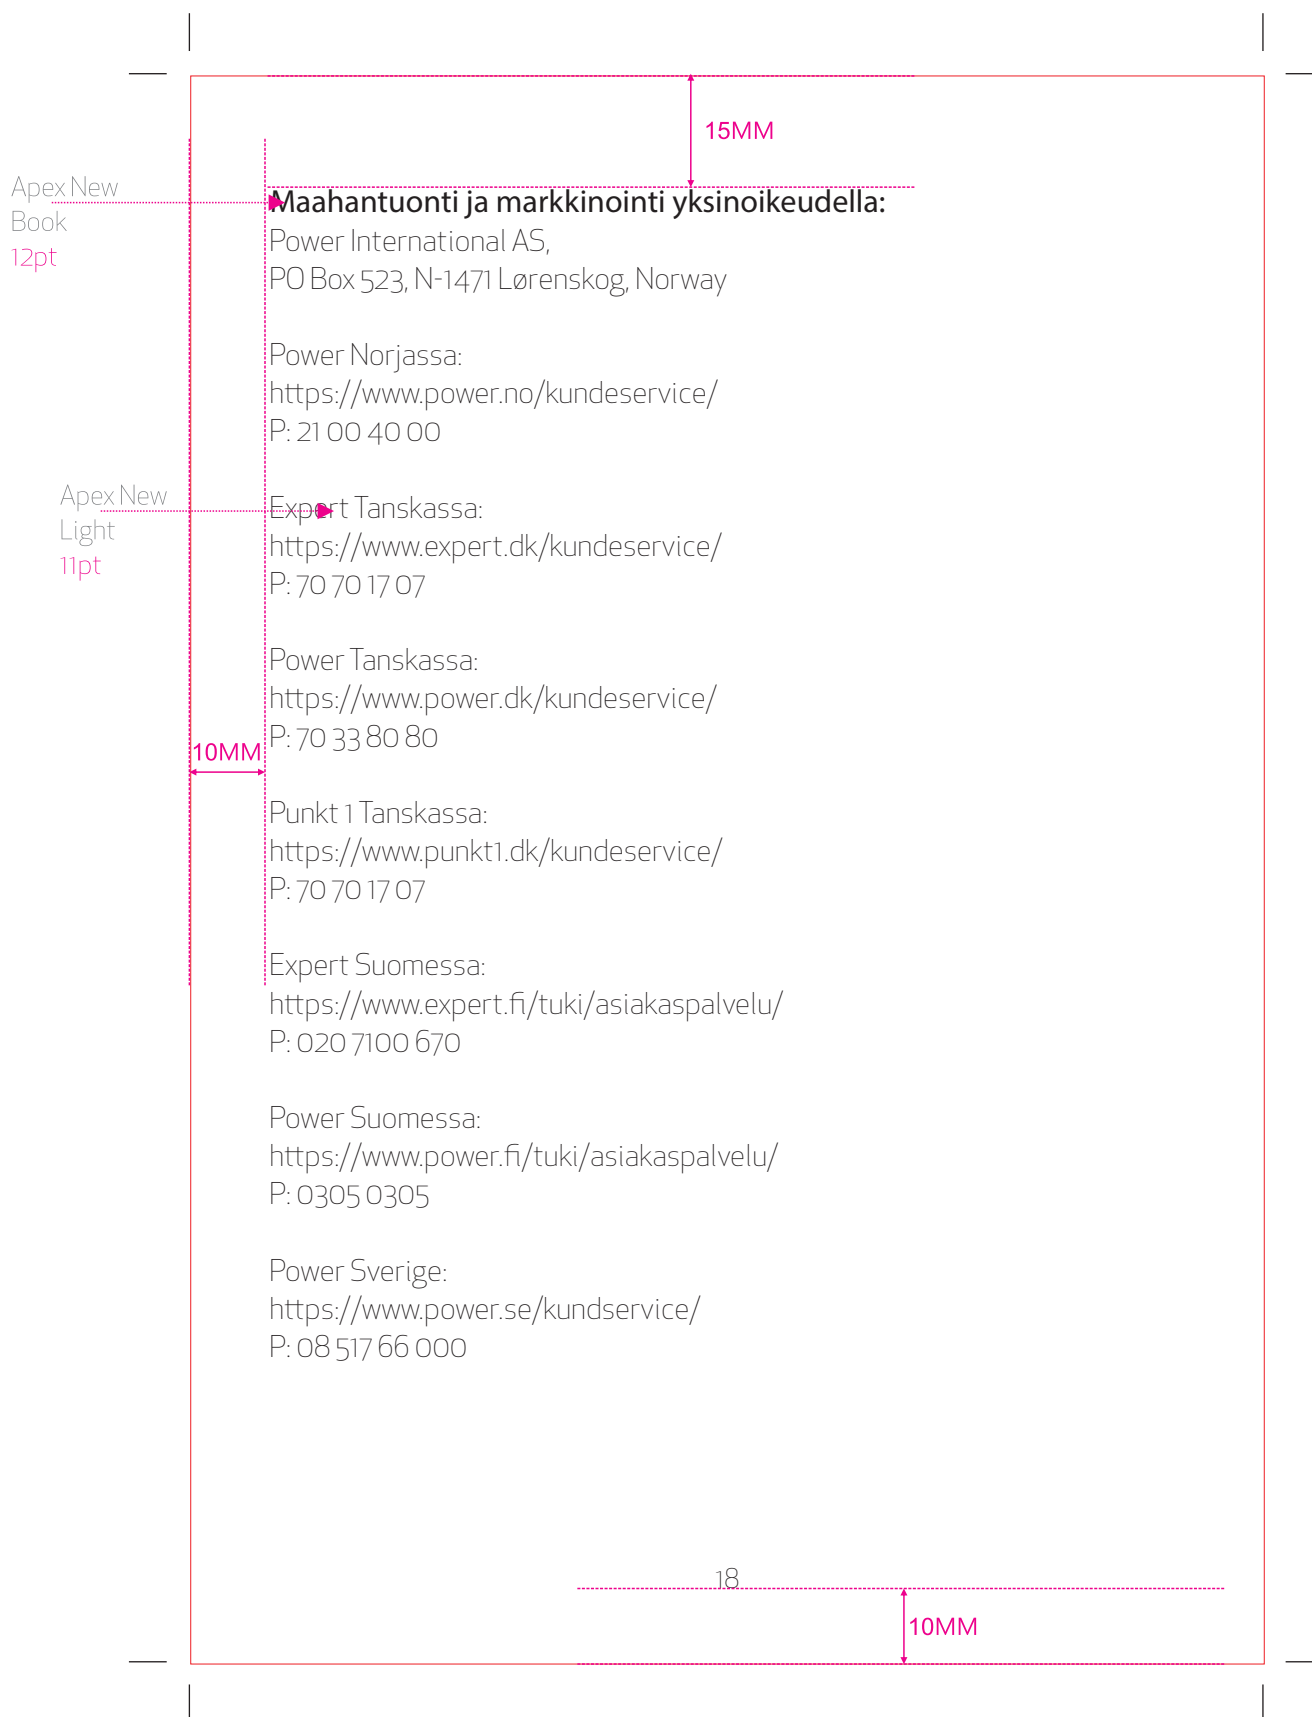 15MM
Apex New
Book
12pt
Maahantuonti ja markkinointi yksinoikeudella:
Power International AS,
PO Box 523, N-1471 Lørenskog, Norway
Power Norjassa:
https://www.power.no/kundeservice/
P: 21 00 40 00
Apex New
Light
11pt
Expert Tanskassa:
https://www.expert.dk/kundeservice/
P: 70 70 17 07
Power Tanskassa:
https://www.power.dk/kundeservice/
P: 70 33 80 80
10MM
Punkt 1 Tanskassa:
https://www.punkt1.dk/kundeservice/
P: 70 70 17 07
Expert Suomessa:
https://www.expert.fi/tuki/asiakaspalvelu/
P: 020 7100 670
Power Suomessa:
https://www.power.fi/tuki/asiakaspalvelu/
P: 0305 0305
Power Sverige:
https://www.power.se/kundservice/
P: 08 517 66 000
18
10MM